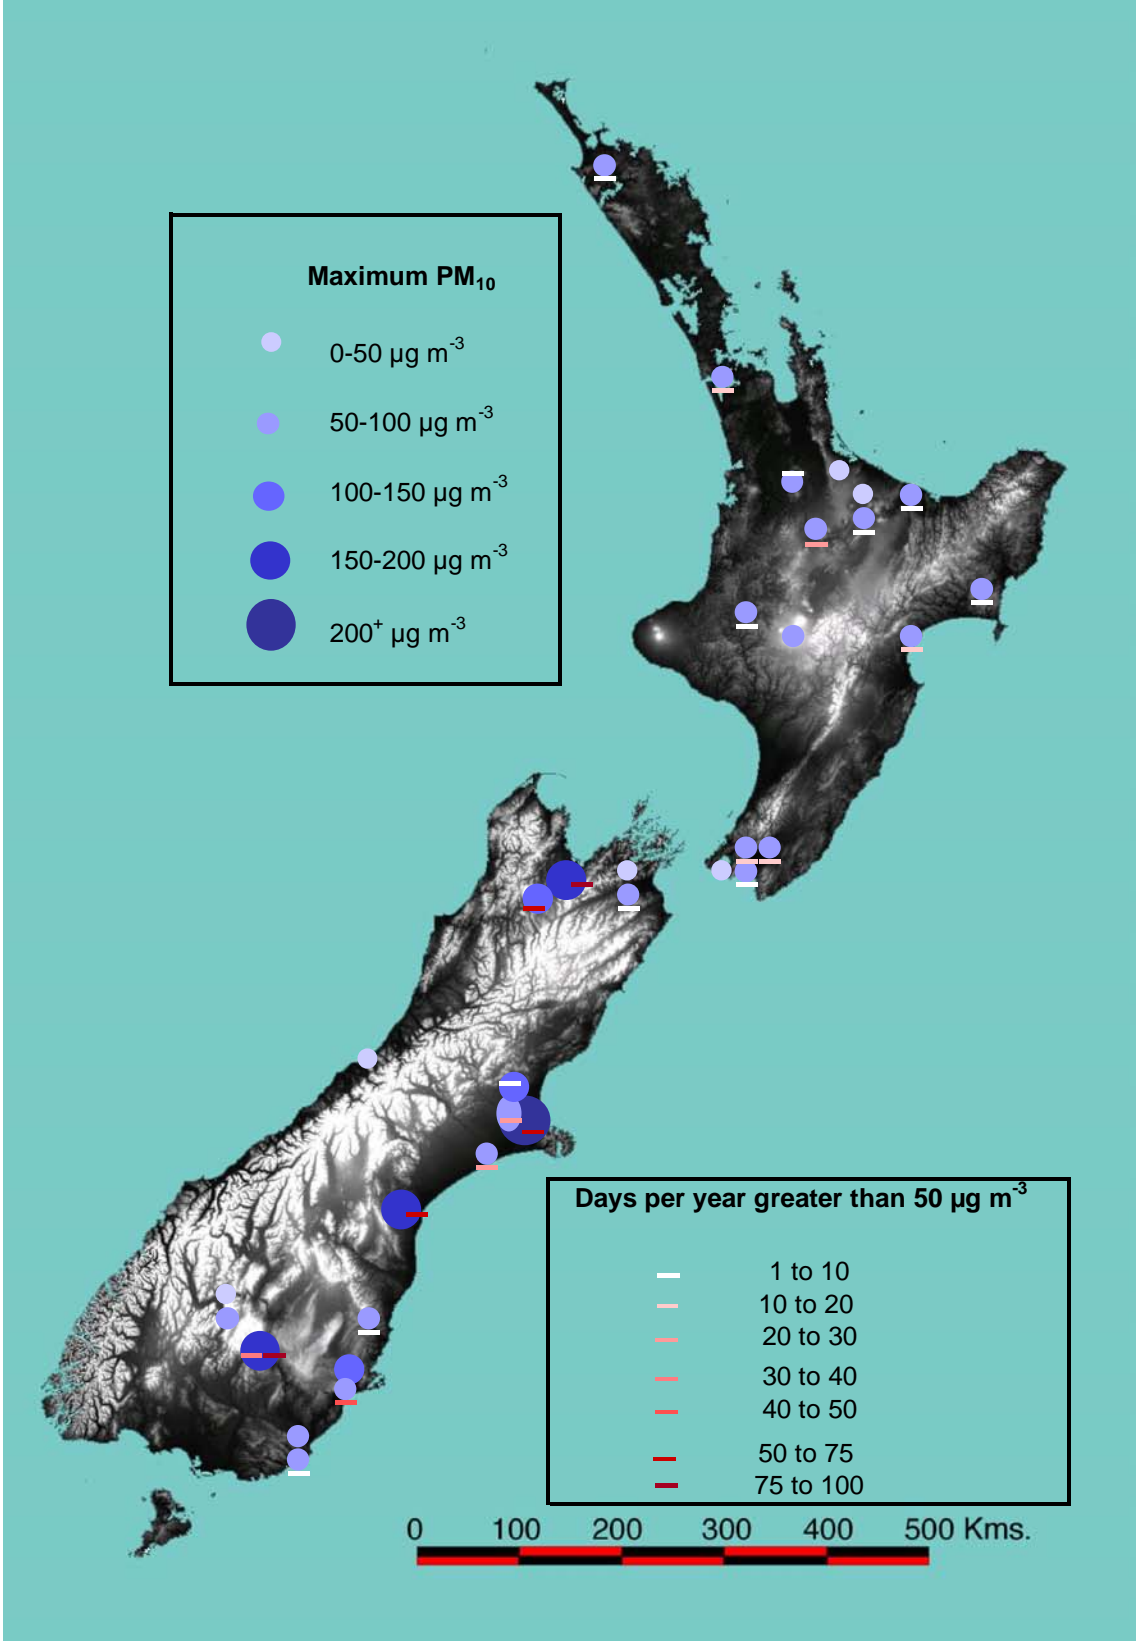 Maximum PM₁₀
0-50 µg m⁻³
50-100 µg m⁻³
100-150 µg m⁻³
150-200 µg m⁻³
200⁺ µg m⁻³
Days per year greater than 50 µg m⁻³
1 to 10
10 to 20
20 to 30
30 to 40
40 to 50
50 to 75
75 to 100
0 100 200 300 400 500 Kms.